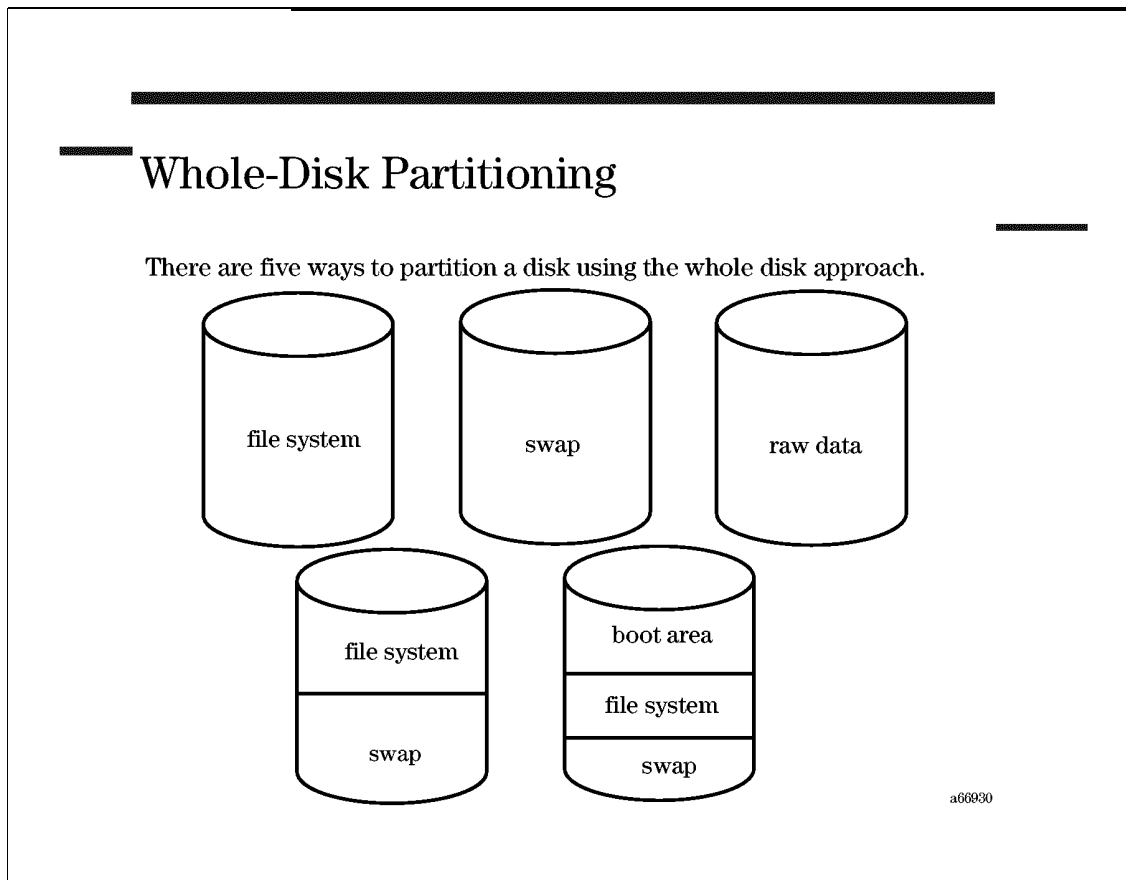 Whole-Disk Partitioning
There are five ways to partition a disk using the whole disk approach.
file system
swap
raw data
file system
swap
boot area
file system
swap
a66930